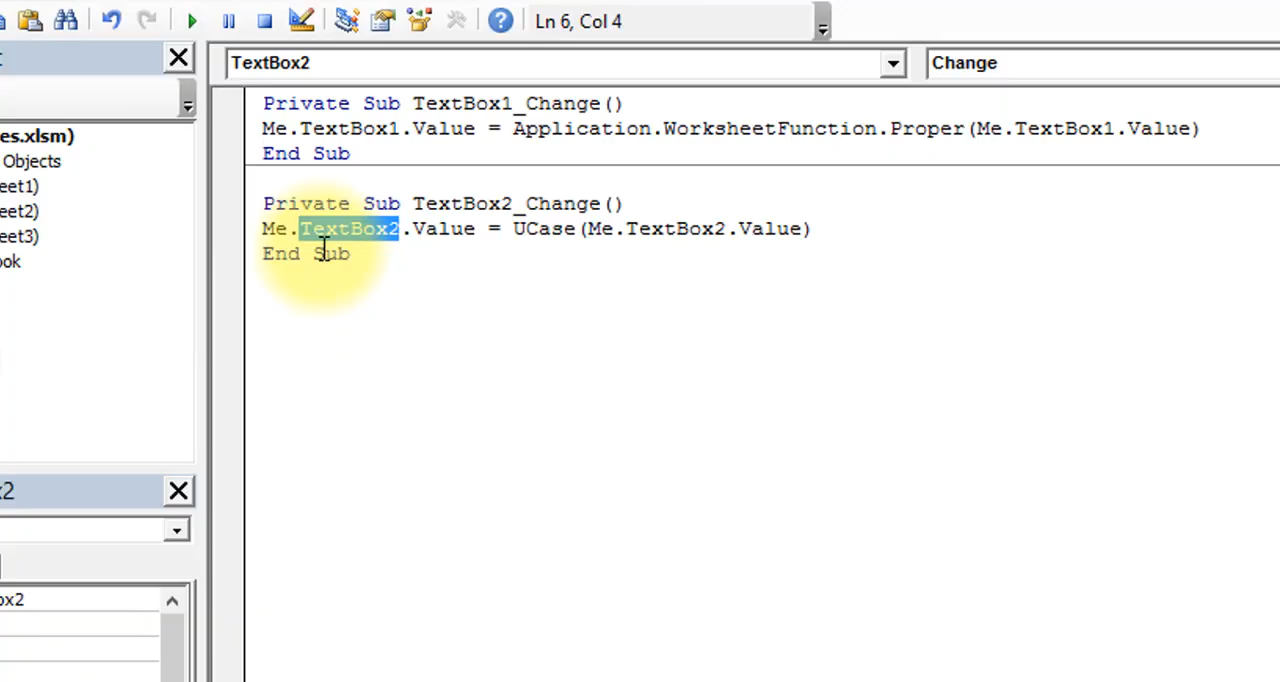 Ln 6, Col 4
TextBox2
Change
es.xlsm)
Objects
eet1)
eet2)
eet3)
ook
x2
ox2
Private Sub TextBox1_Change()
Me.TextBox1.Value = Application.WorksheetFunction.Proper(Me.TextBox1.Value)
End Sub
Private Sub TextBox2_Change()
Me.TextBox2.Value = UCase(Me.TextBox2.Value)
End Sub